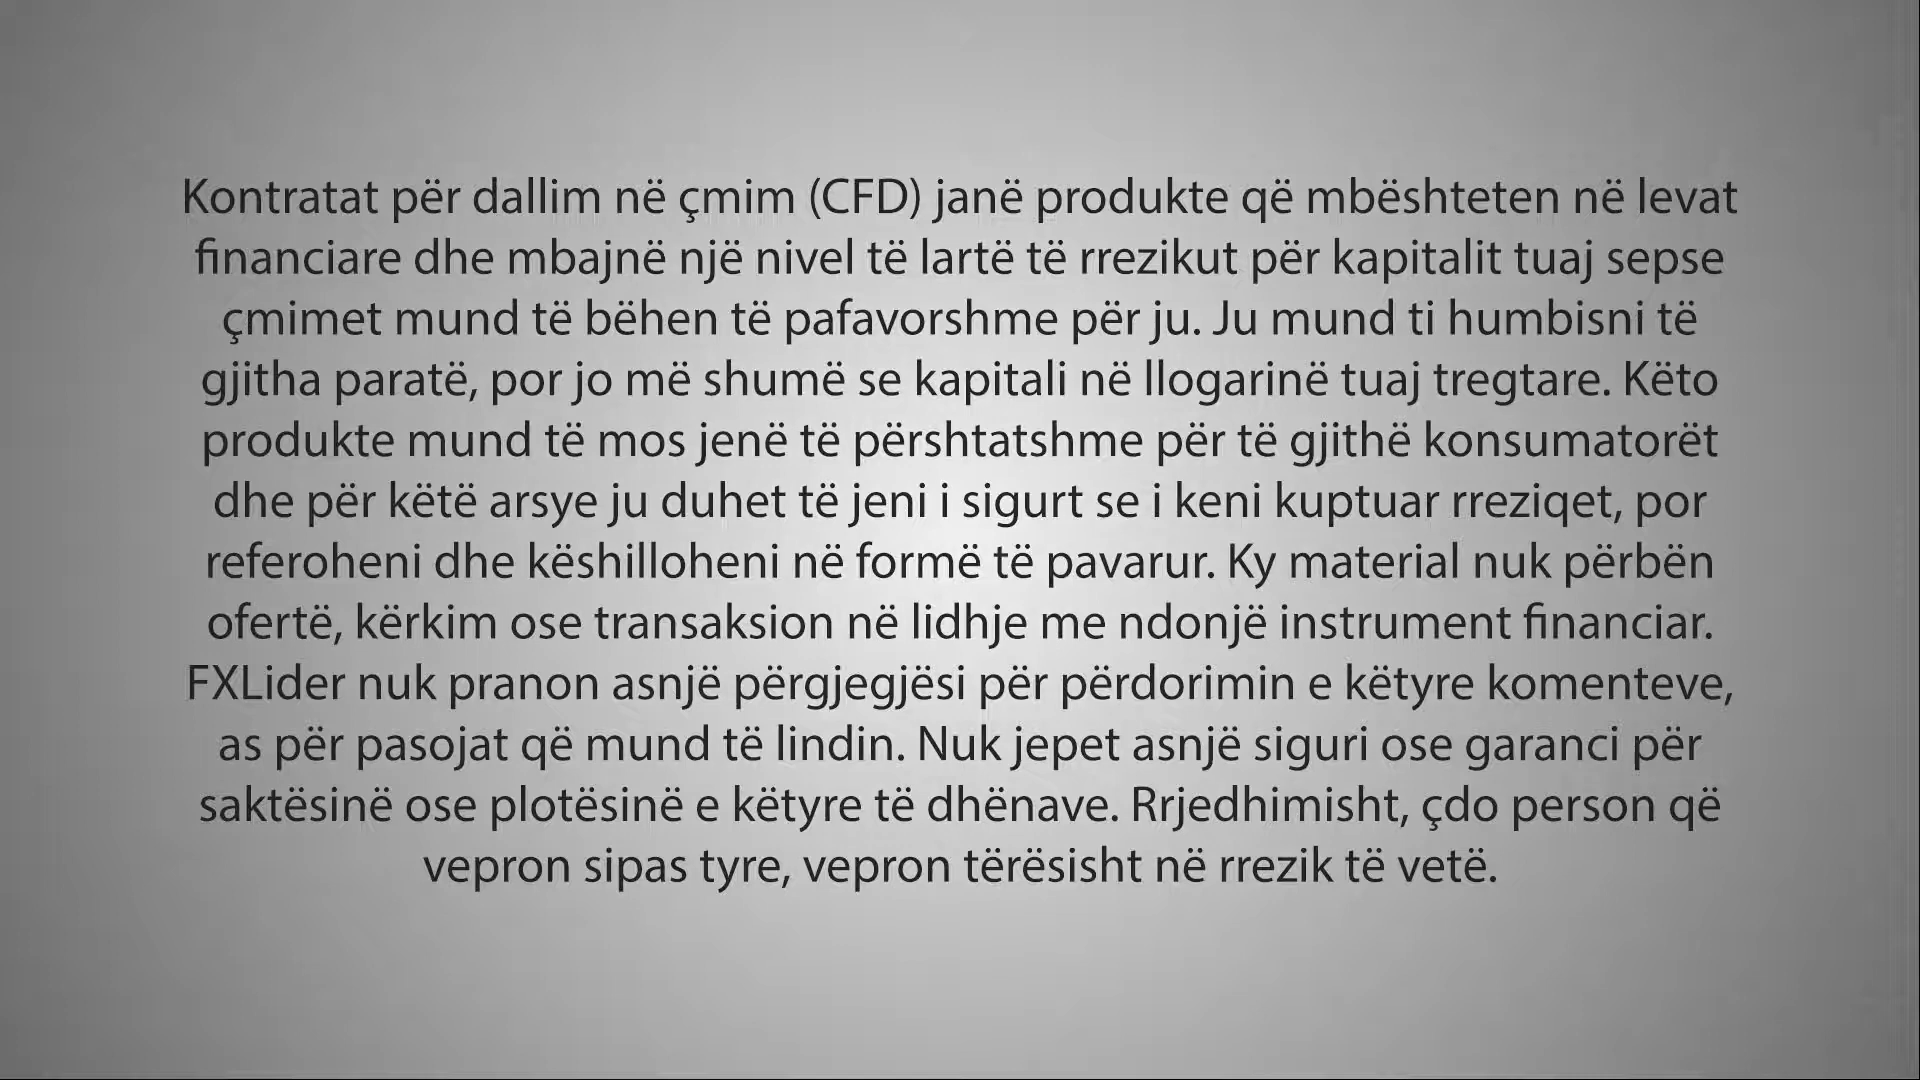 Kontratat për dallim në çmim (CFD) janë produkte që mbështeten në levat
financiare dhe mbajnë një nivel të lartë të rrezikut për kapitalit tuaj sepse
çmimet mund të bëhen të pafavorshme për ju. Ju mund ti humbisni të
gjitha paratë, por jo më shumë se kapitali në llogarinë tuaj tregtare. Këto
produkte mund të mos jenë të përshtatshme për të gjithë konsumatorët
dhe për këtë arsye ju duhet të jeni i sigurt se i keni kuptuar rreziqet, por
referoheni dhe këshilloheni në formë të pavarur. Ky material nuk përbën
ofertë, kërkim ose transaksion në lidhje me ndonjë instrument financiar.
FXLider nuk pranon asnjë përgjegjësi për përdorimin e këtyre komenteve,
as për pasojat që mund të lindin. Nuk jepet asnjë siguri ose garanci për
saktësinë ose plotësinë e këtyre të dhënave. Rrjedhimisht, çdo person që
vepron sipas tyre, vepron tërësisht në rrezik të vetë.